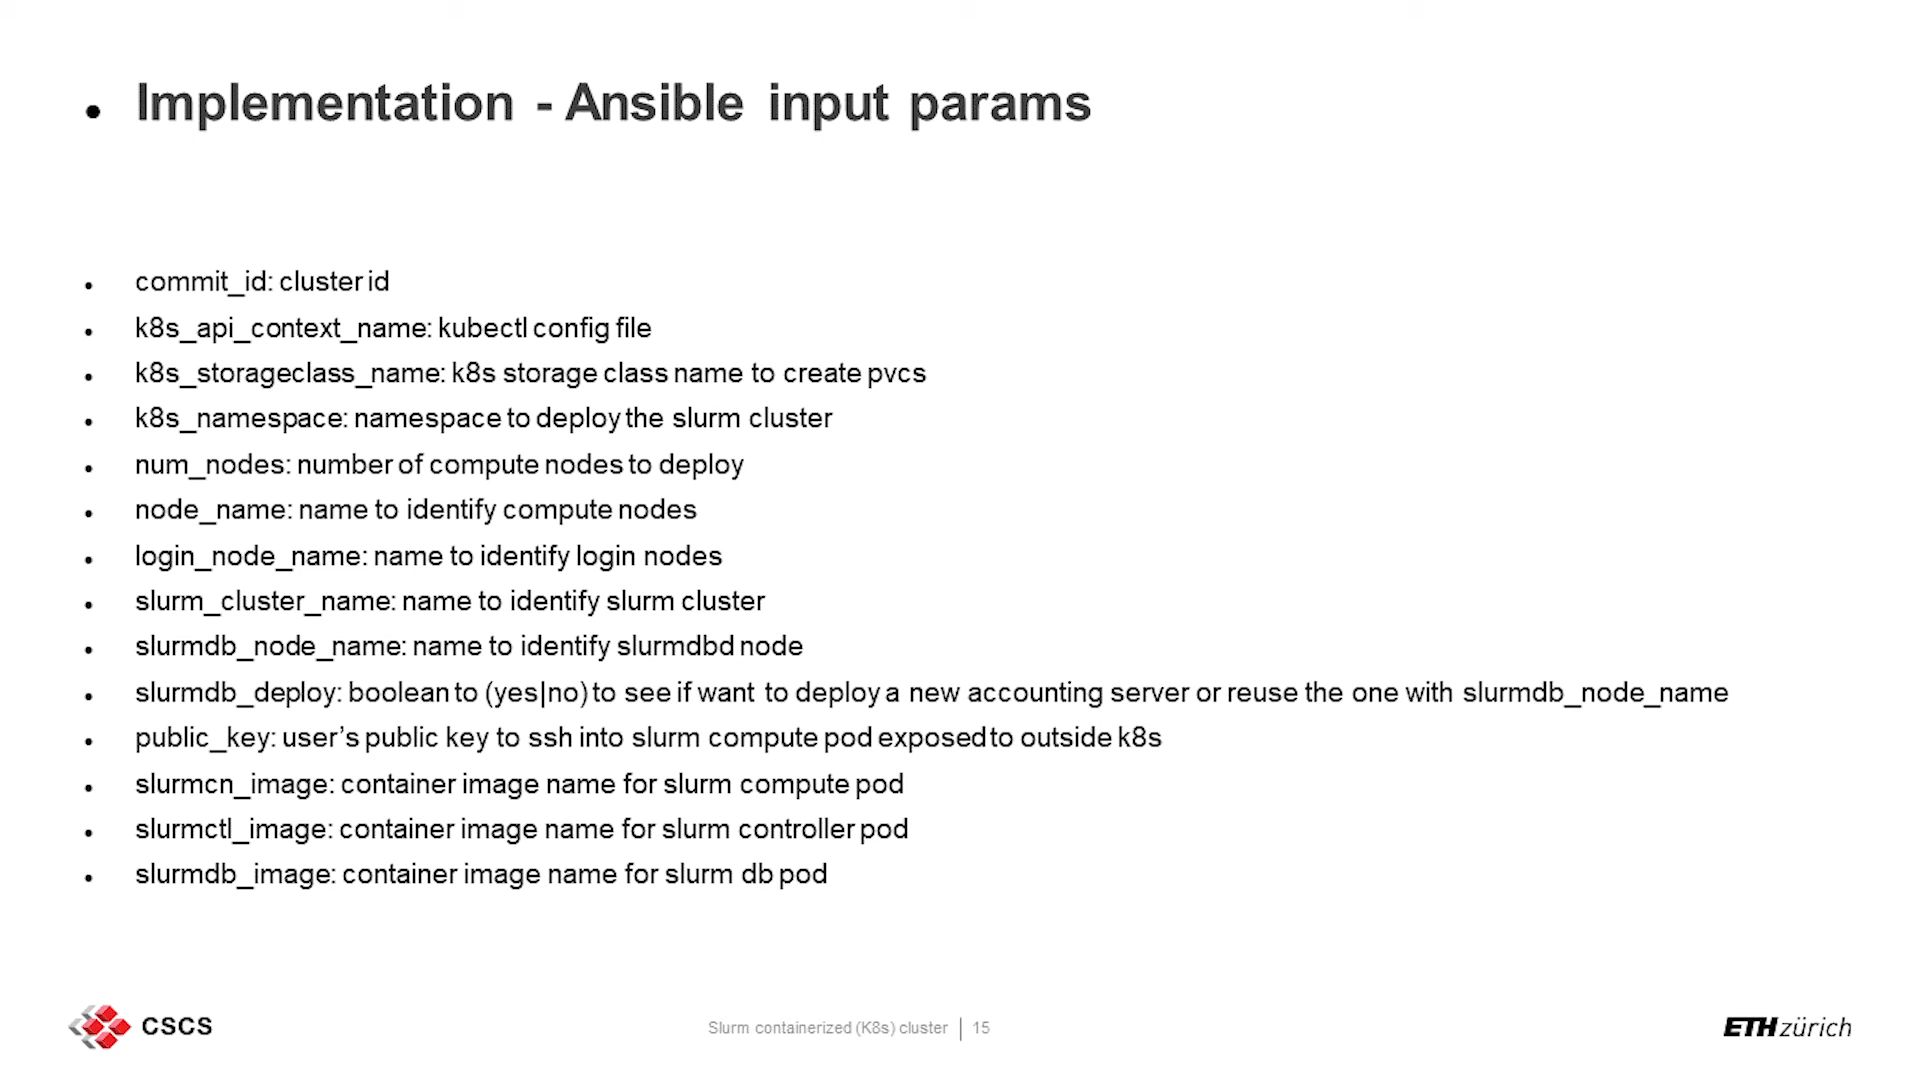 Implementation - Ansible input params
commit_id: cluster id
k8s_api_context_name: kubectl config file
k8s_storageclass_name: k8s storage class name to create pvcs
k8s_namespace: namespace to deploy the slurm cluster
num_nodes: number of compute nodes to deploy
node_name: name to identify compute nodes
login_node_name: name to identify login nodes
slurm_cluster_name: name to identify slurm cluster
slurmdb_node_name: name to identify slurmdbd node
slurmdb_deploy: boolean to (yes|no) to see if want to deploy a new accounting server or reuse the one with slurmdb_node_name
public_key: user’s public key to ssh into slurm compute pod exposed to outside k8s
slurmcn_image: container image name for slurm compute pod
slurmctl_image: container image name for slurm controller pod
slurmdb_image: container image name for slurm db pod
CSCS
Slurm containerized (K8s) cluster | 15
ETH zürich